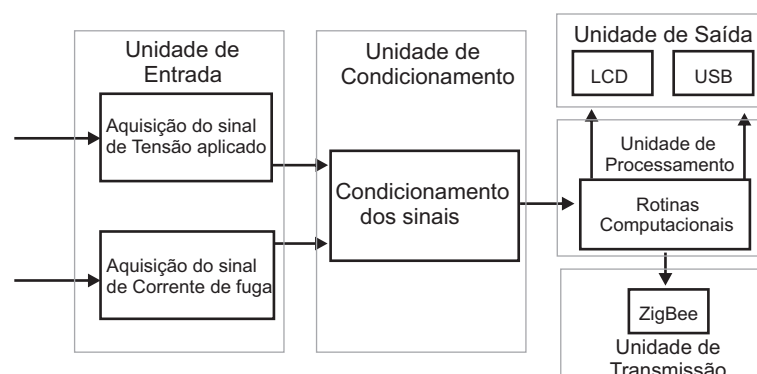 Unidade de
Entrada
Aquisição do sinal
de Tensão aplicado
Aquisição do sinal
de Corrente de fuga
Unidade de
Condicionamento
Condicionamento
dos sinais
Unidade de Saída
LCD
USB
Unidade de
Processamento
Rotinas
Computacionais
ZigBee
Unidade de
Transmissão